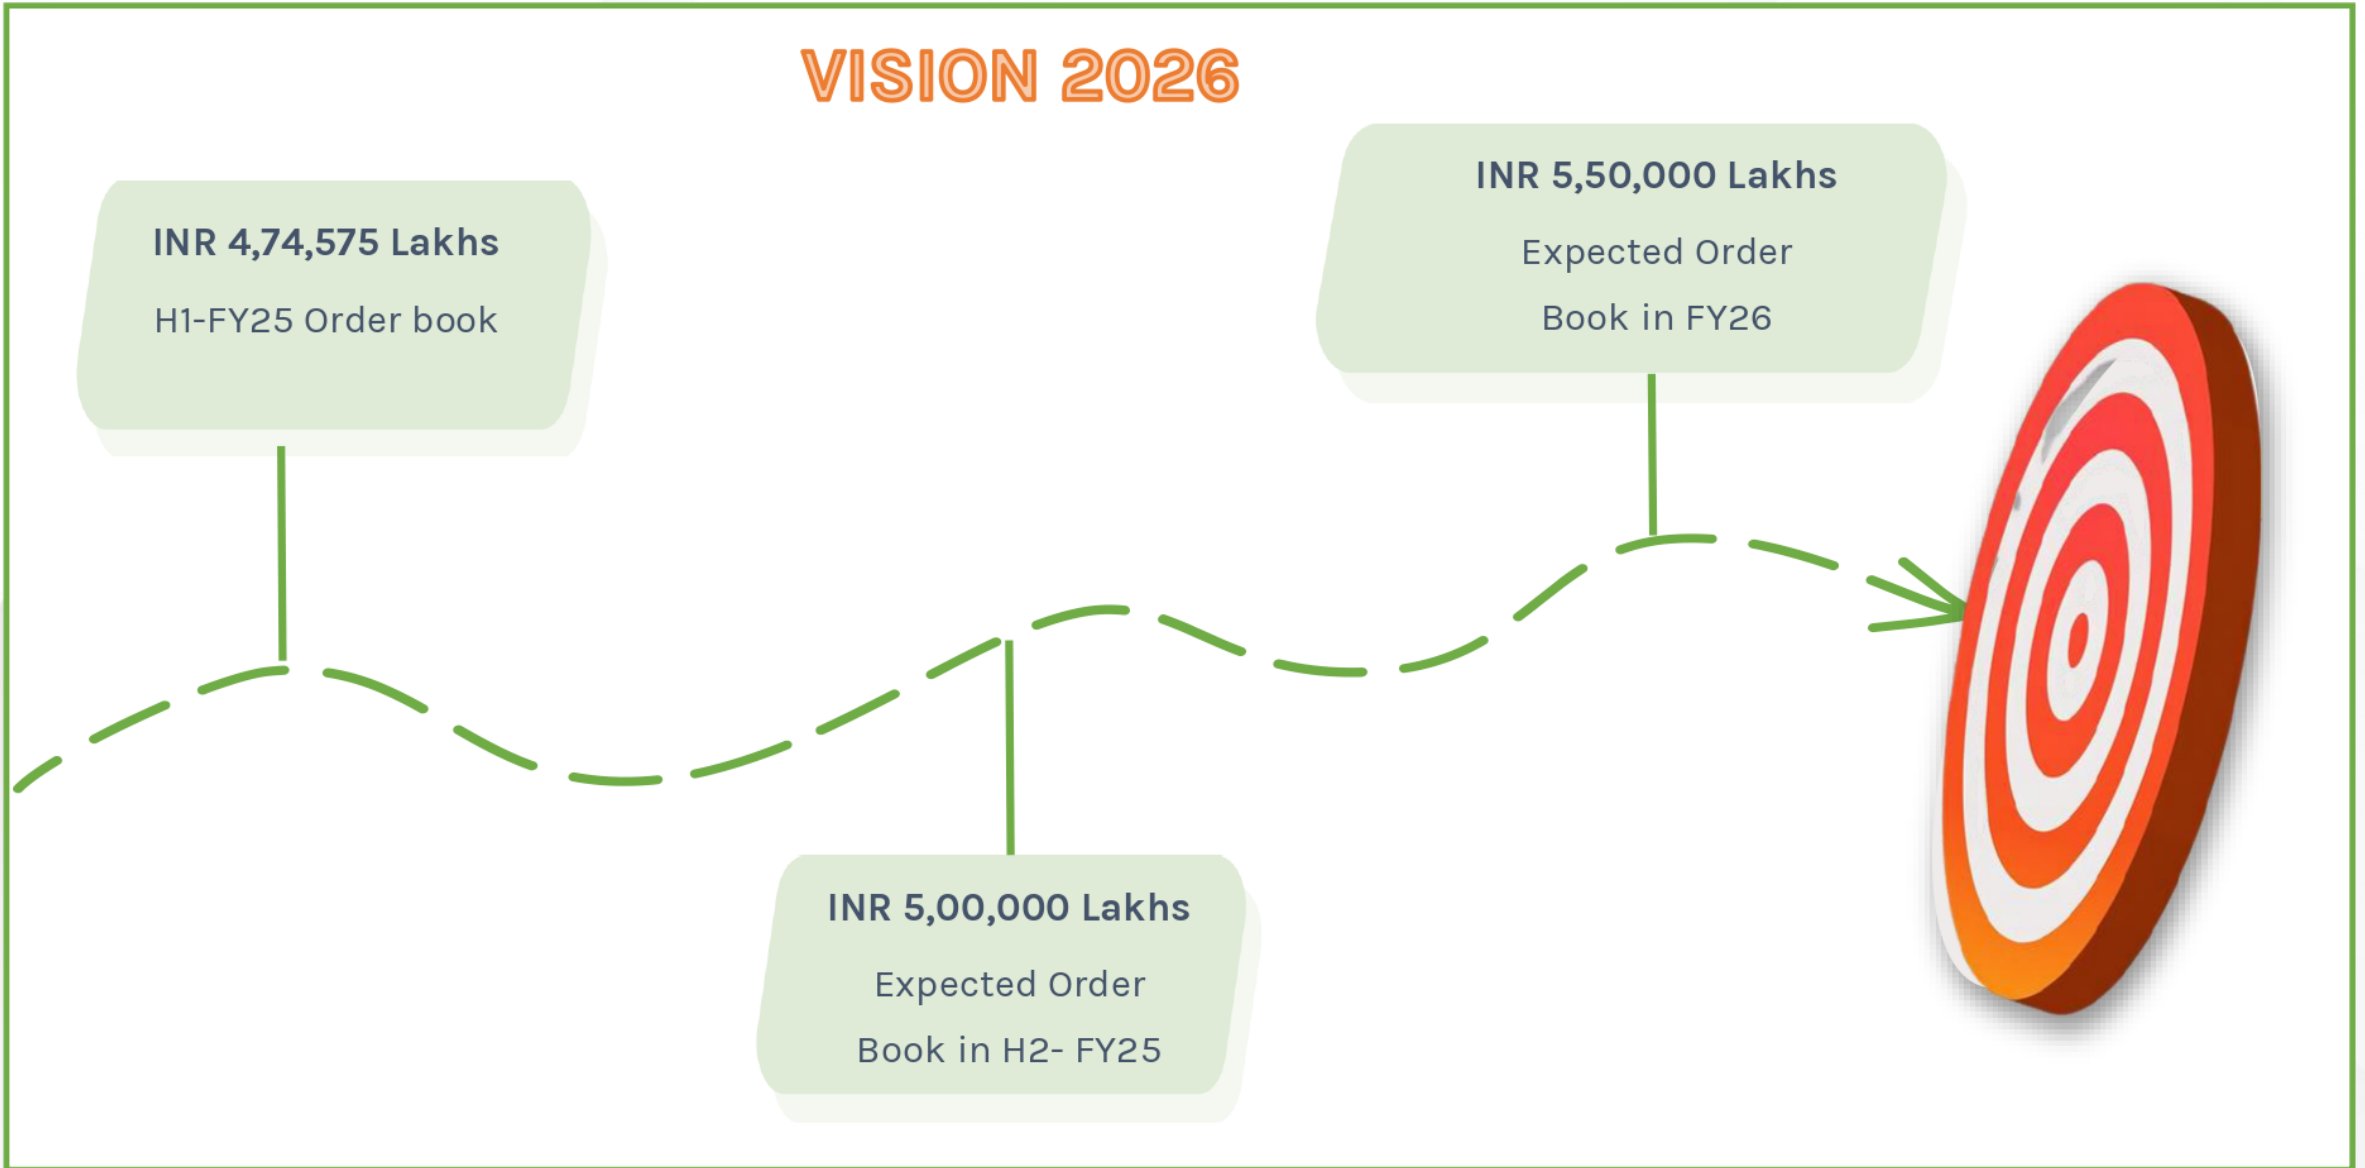 VISION 2026
INR 4,74,575 Lakhs
H1-FY25 Order book
INR 5,00,000 Lakhs
Expected Order
Book in H2- FY25
INR 5,50,000 Lakhs
Expected Order
Book in FY26